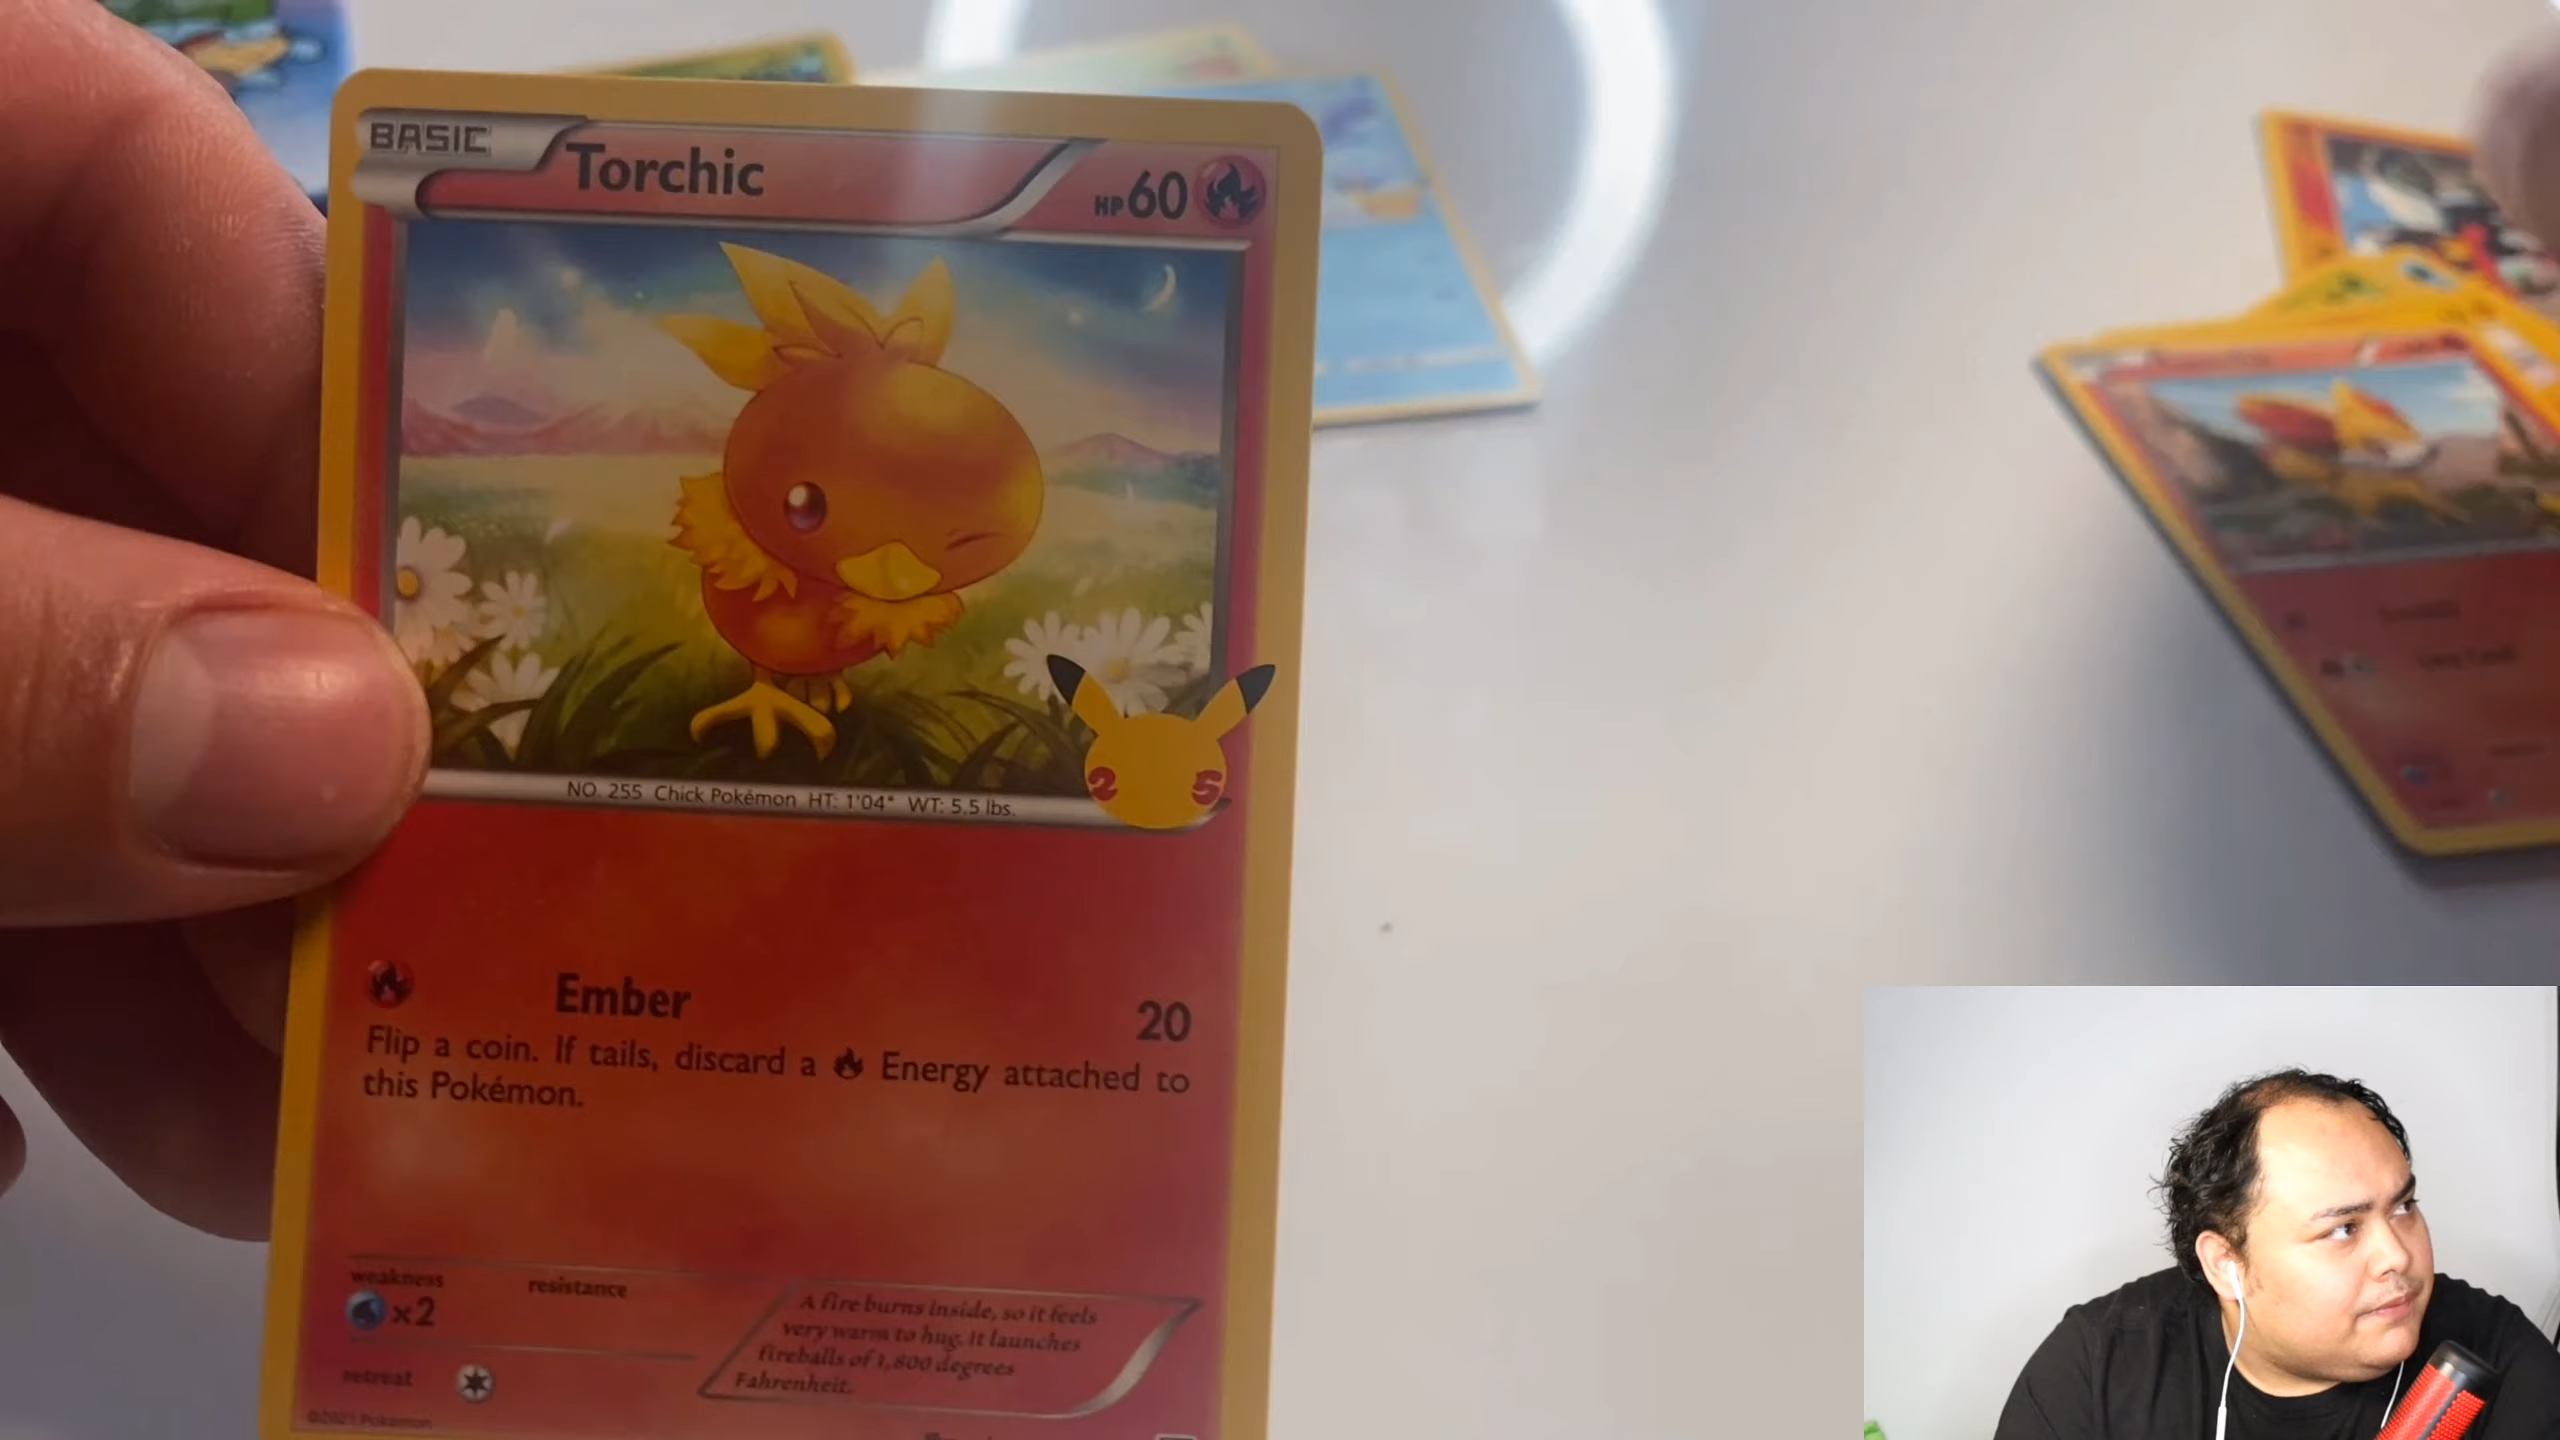 BASIC
Torchic
HP60
NO. 255 Chick Pokémon HT: 1'04" WT: 5.5 lbs.
25
Ember
20
Flip a coin. If tails, discard a Energy attached to
this Pokémon.
weakness
x2
resistance
retreat
A fire burns inside, so it feels
very warm to hug. It launches
fireballs of 1,800 degrees
Fahrenheit.
©2021 Pokémon